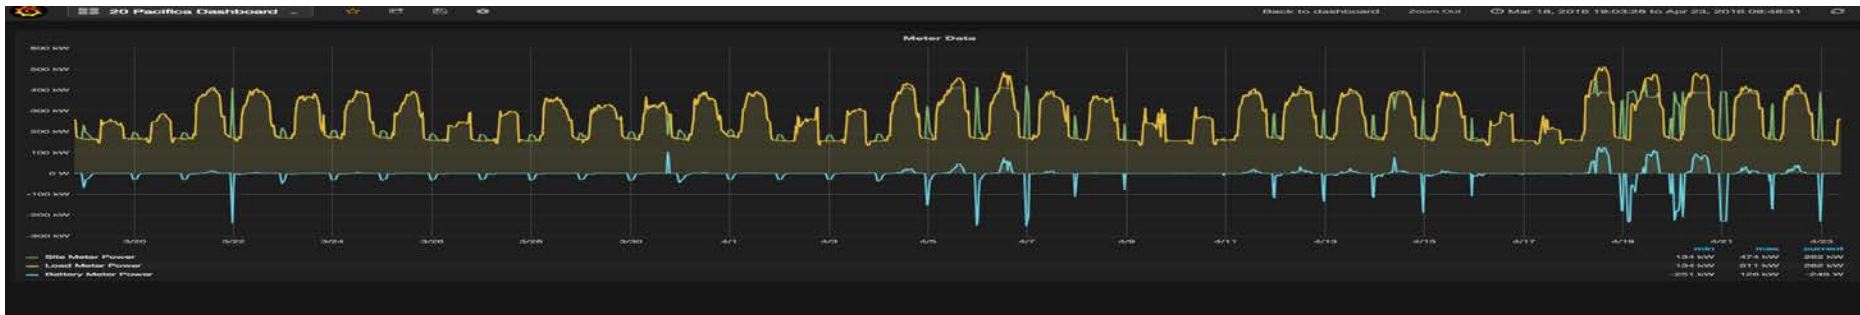 20 Pacifica Dashboard
Back to dashboard Zoom Out Mar 18, 2016 19:03:28 to Apr 23, 2016 09:48:31
Meter Data
600 kW
500 kW
400 kW
300 kW
200 kW
100 kW
0 W
-100 kW
-200 kW
-300 kW
3/20 3/22 3/24 3/26 3/28 3/30 4/1 4/3 4/5 4/7 4/9 4/11 4/13 4/15 4/17 4/19 4/21 4/23
min max current
Site Meter Power 134 kW 474 kW 262 kW
Load Meter Power 134 kW 511 kW 262 kW
Battery Meter Power -251 kW 126 kW -248 W